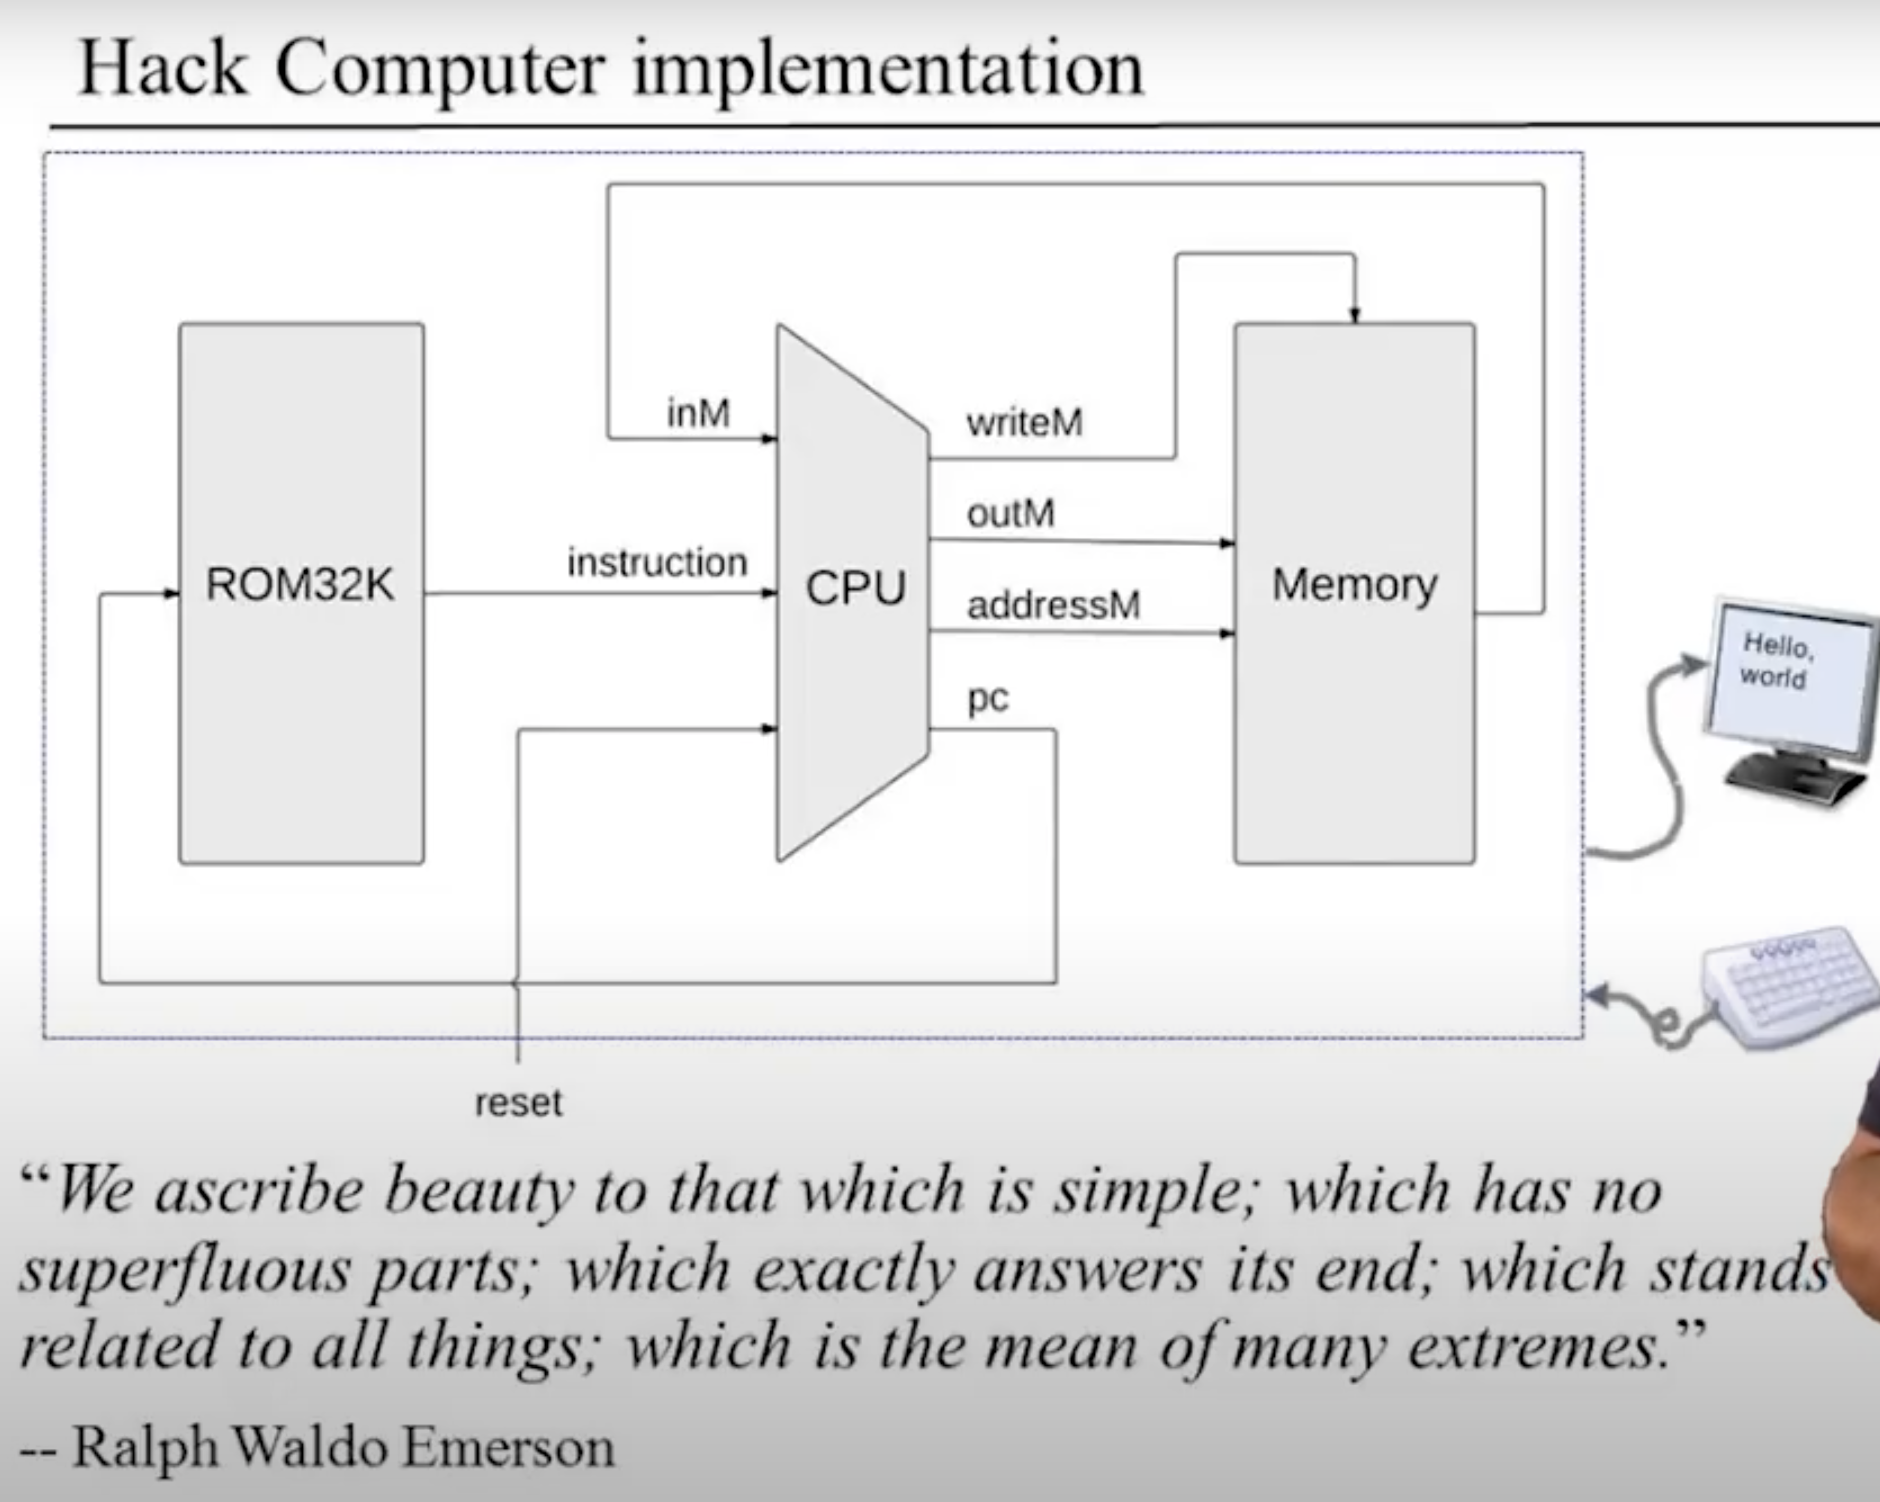 Hack Computer implementation
inM
writeM
outM
instruction
ROM32K
CPU
addressM
Memory
pc
Hello,
world
reset
“We ascribe beauty to that which is simple; which has no
superfluous parts; which exactly answers its end; which stands
related to all things; which is the mean of many extremes.”
-- Ralph Waldo Emerson